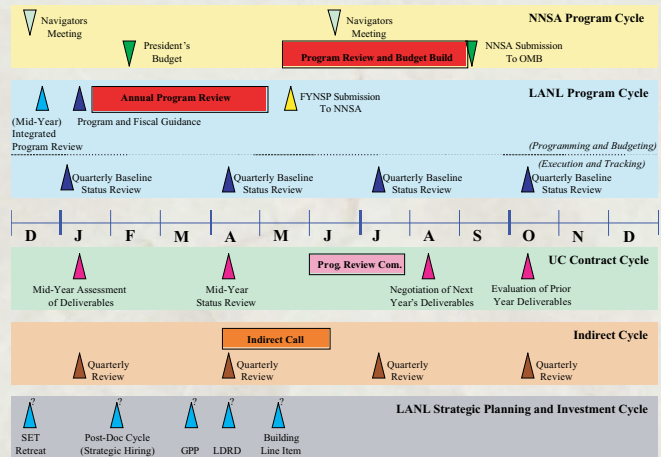 NNSA Program Cycle
Navigators
Meeting
President's
Budget
Navigators
Meeting
Program Review and Budget Build
NNSA Submission
To OMB
LANL Program Cycle
Annual Program Review
(Mid-Year)
Integrated
Program Review
Program and Fiscal Guidance
FYNSP Submission
To NNSA
(Programming and Budgeting)
(Execution and Tracking)
Quarterly Baseline
Status Review
Quarterly Baseline
Status Review
Quarterly Baseline
Status Review
Quarterly Baseline
Status Review
D J F M A M J J A S O N D
UC Contract Cycle
Prog. Review Com.
Mid-Year Assessment
of Deliverables
Mid-Year
Status Review
Negotiation of Next
Year's Deliverables
Evaluation of Prior
Year Deliverables
Indirect Cycle
Indirect Call
Quarterly
Review
Quarterly
Review
Quarterly
Review
Quarterly
Review
LANL Strategic Planning and Investment Cycle
? ? ? ? ?
SET
Retreat
Post-Doc Cycle
(Strategic Hiring)
GPP
LDRD
Building
Line Item